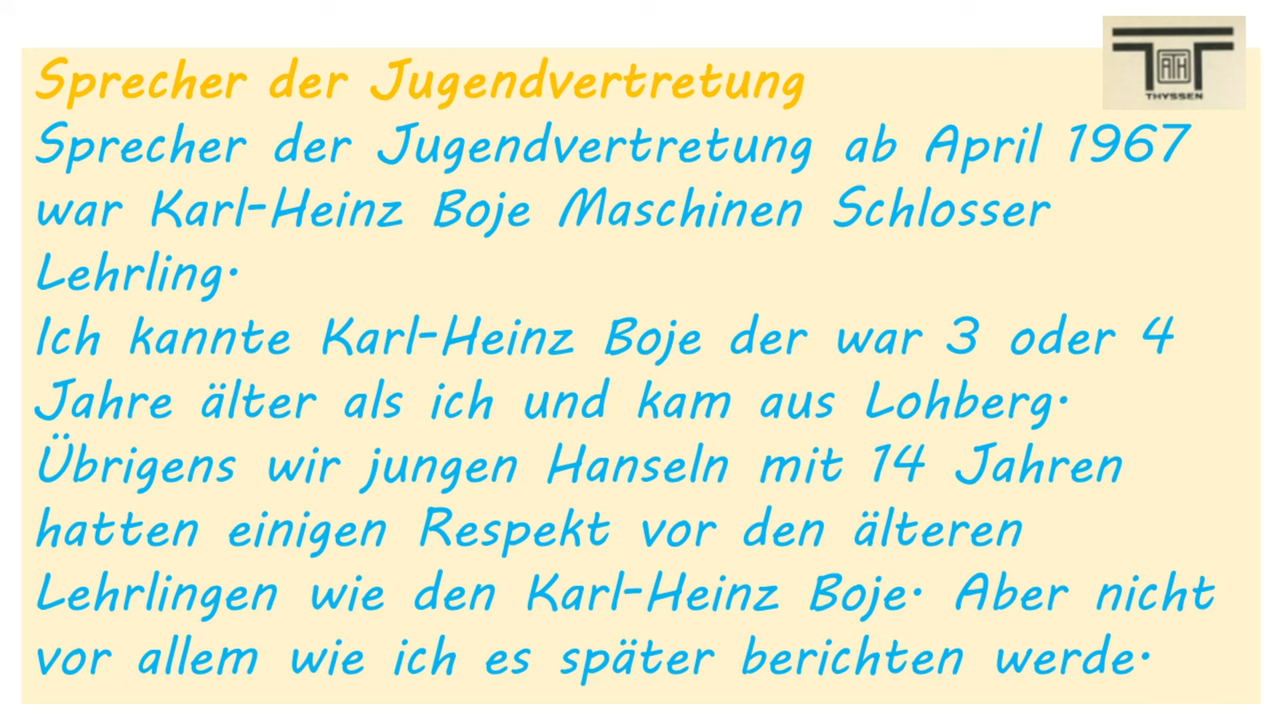 Sprecher der Jugendvertretung
Sprecher der Jugendvertretung ab April 1967
war Karl-Heinz Boje Maschinen Schlosser
Lehrling.
Ich kannte Karl-Heinz Boje der war 3 oder 4
Jahre älter als ich und kam aus Lohberg.
Übrigens wir jungen Hanseln mit 14 Jahren
hatten einigen Respekt vor den älteren
Lehrlingen wie den Karl-Heinz Boje. Aber nicht
vor allem wie ich es später berichten werde.
ATH
THYSSEN